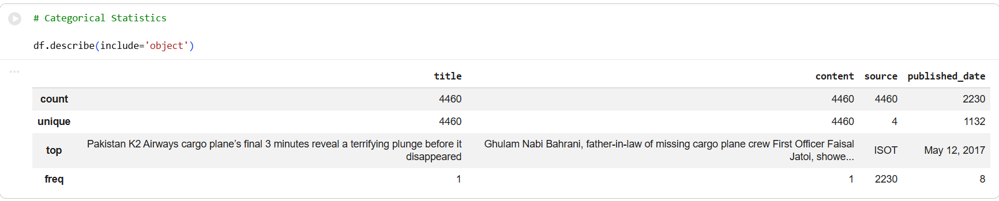 # Categorical Statistics
df.describe(include='object')
title content source published_date
count 4460 4460 4460 2230
unique 4460 4460 4 1132
top Pakistan K2 Airways cargo plane’s final 3 minutes reveal a terrifying plunge before it disappeared Ghulam Nabi Bahrani, father-in-law of missing cargo plane crew First Officer Faisal Jatoi, showe... ISOT May 12, 2017
freq 1 1 2230 8